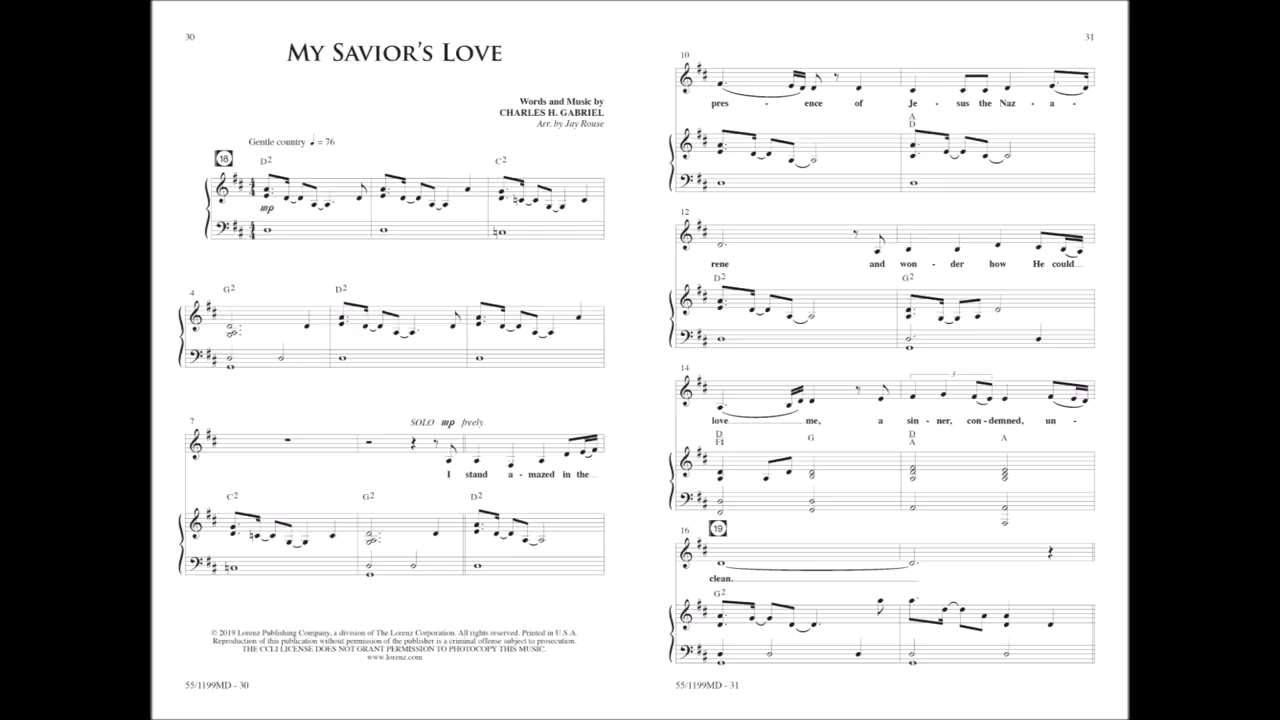 30
MY SAVIOR'S LOVE
Words and Music by
CHARLES H. GABRIEL
Arr. by Jay Rouse
Gentle country ♩ = 76
18
D2 C2
mp
4 G2 D2
7 SOLO mp freely
I stand a - mazed in the
C2 G2 D2
© 2019 Lorenz Publishing Company, a division of The Lorenz Corporation. All rights reserved. Printed in U.S.A.
Reproduction of this publication without permission of the publisher is a criminal offense subject to prosecution.
THE CCLI LICENSE DOES NOT GRANT PERMISSION TO PHOTOCOPY THIS MUSIC.
www.lorenz.com
55/1199MD - 30
31
10
pres - ence of Je - sus the Naz - a -
A
D
12
rene and won - der how He could
D2 G2
14 3
love me, a sin - ner, con - demned, un -
D G D A
F# A
16 19
clean.
G2
55/1199MD - 31